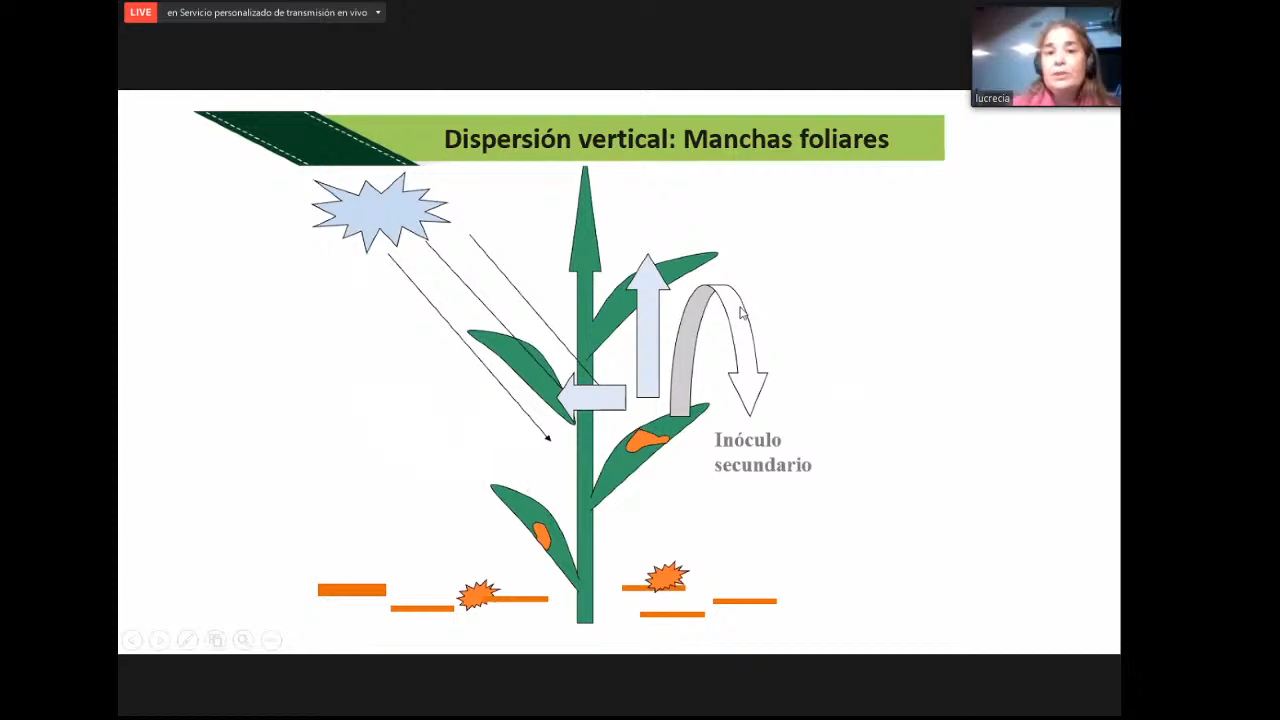 LIVE en Servicio personalizado de transmisión en vivo
lucrecia
Dispersión vertical: Manchas foliares
Inóculo
secundario